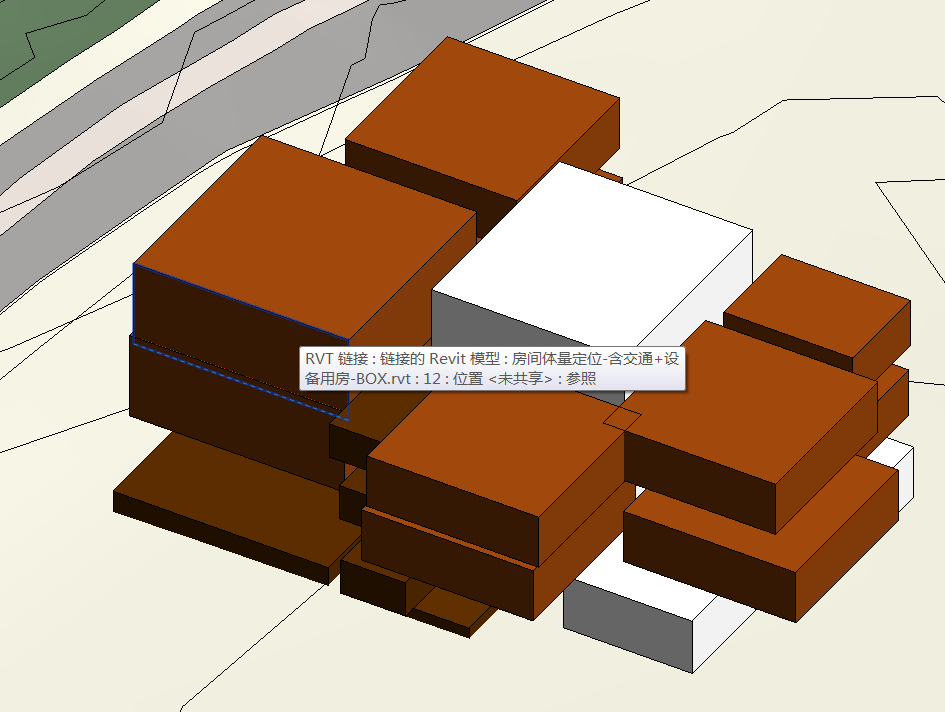 RVT 链接 : 链接的 Revit 模型 : 房间体量定位-含交通+设
备用房-BOX.rvt : 12 : 位置 <未共享> : 参照